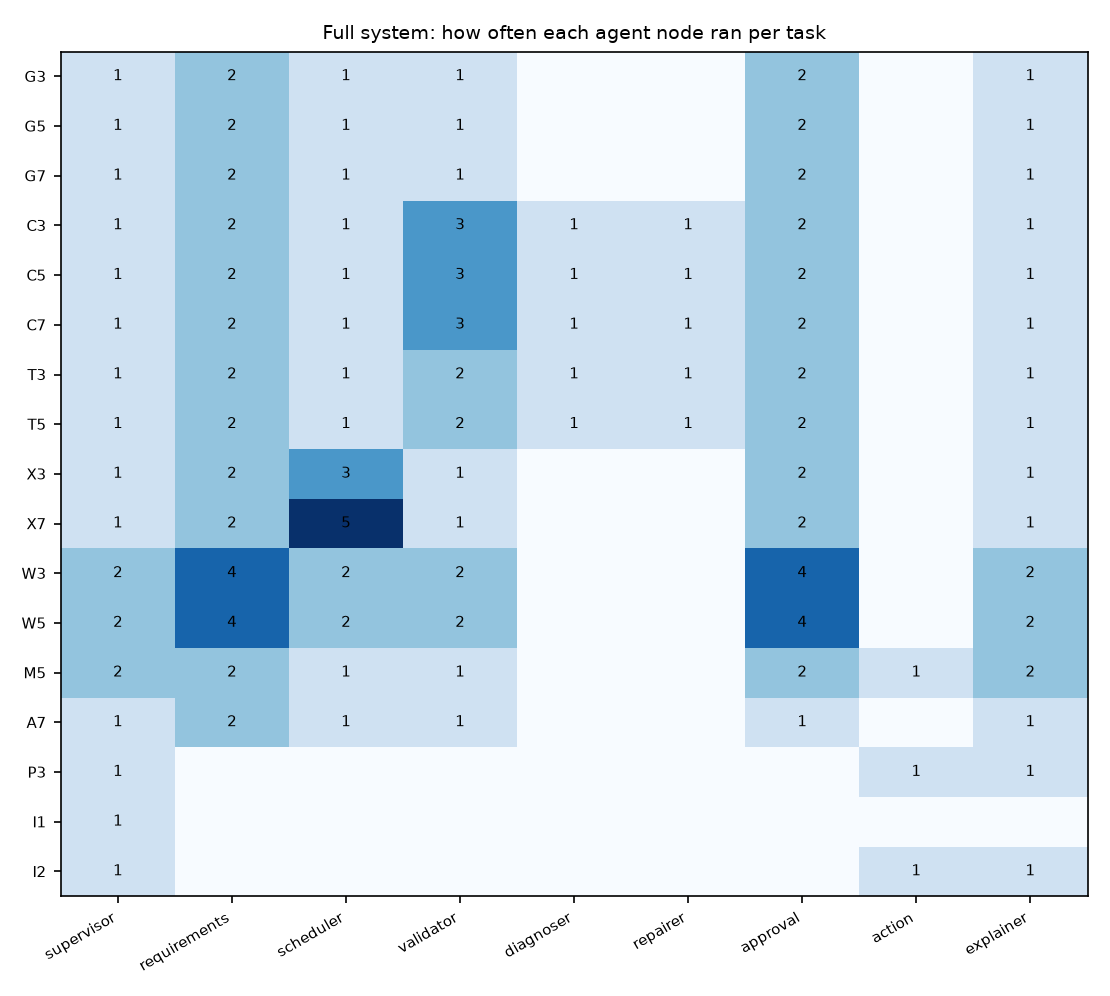 Full system: how often each agent node ran per task
G3 1 2 1 1 2 1
G5 1 2 1 1 2 1
G7 1 2 1 1 2 1
C3 1 2 1 3 1 1 2 1
C5 1 2 1 3 1 1 2 1
C7 1 2 1 3 1 1 2 1
T3 1 2 1 2 1 1 2 1
T5 1 2 1 2 1 1 2 1
X3 1 2 3 1 2 1
X7 1 2 5 1 2 1
W3 2 4 2 2 4 2
W5 2 4 2 2 4 2
M5 2 2 1 1 2 1 2
A7 1 2 1 1 1 1
P3 1 1 1
I1 1
I2 1 1 1
supervisor requirements scheduler validator diagnoser repairer approval action explainer